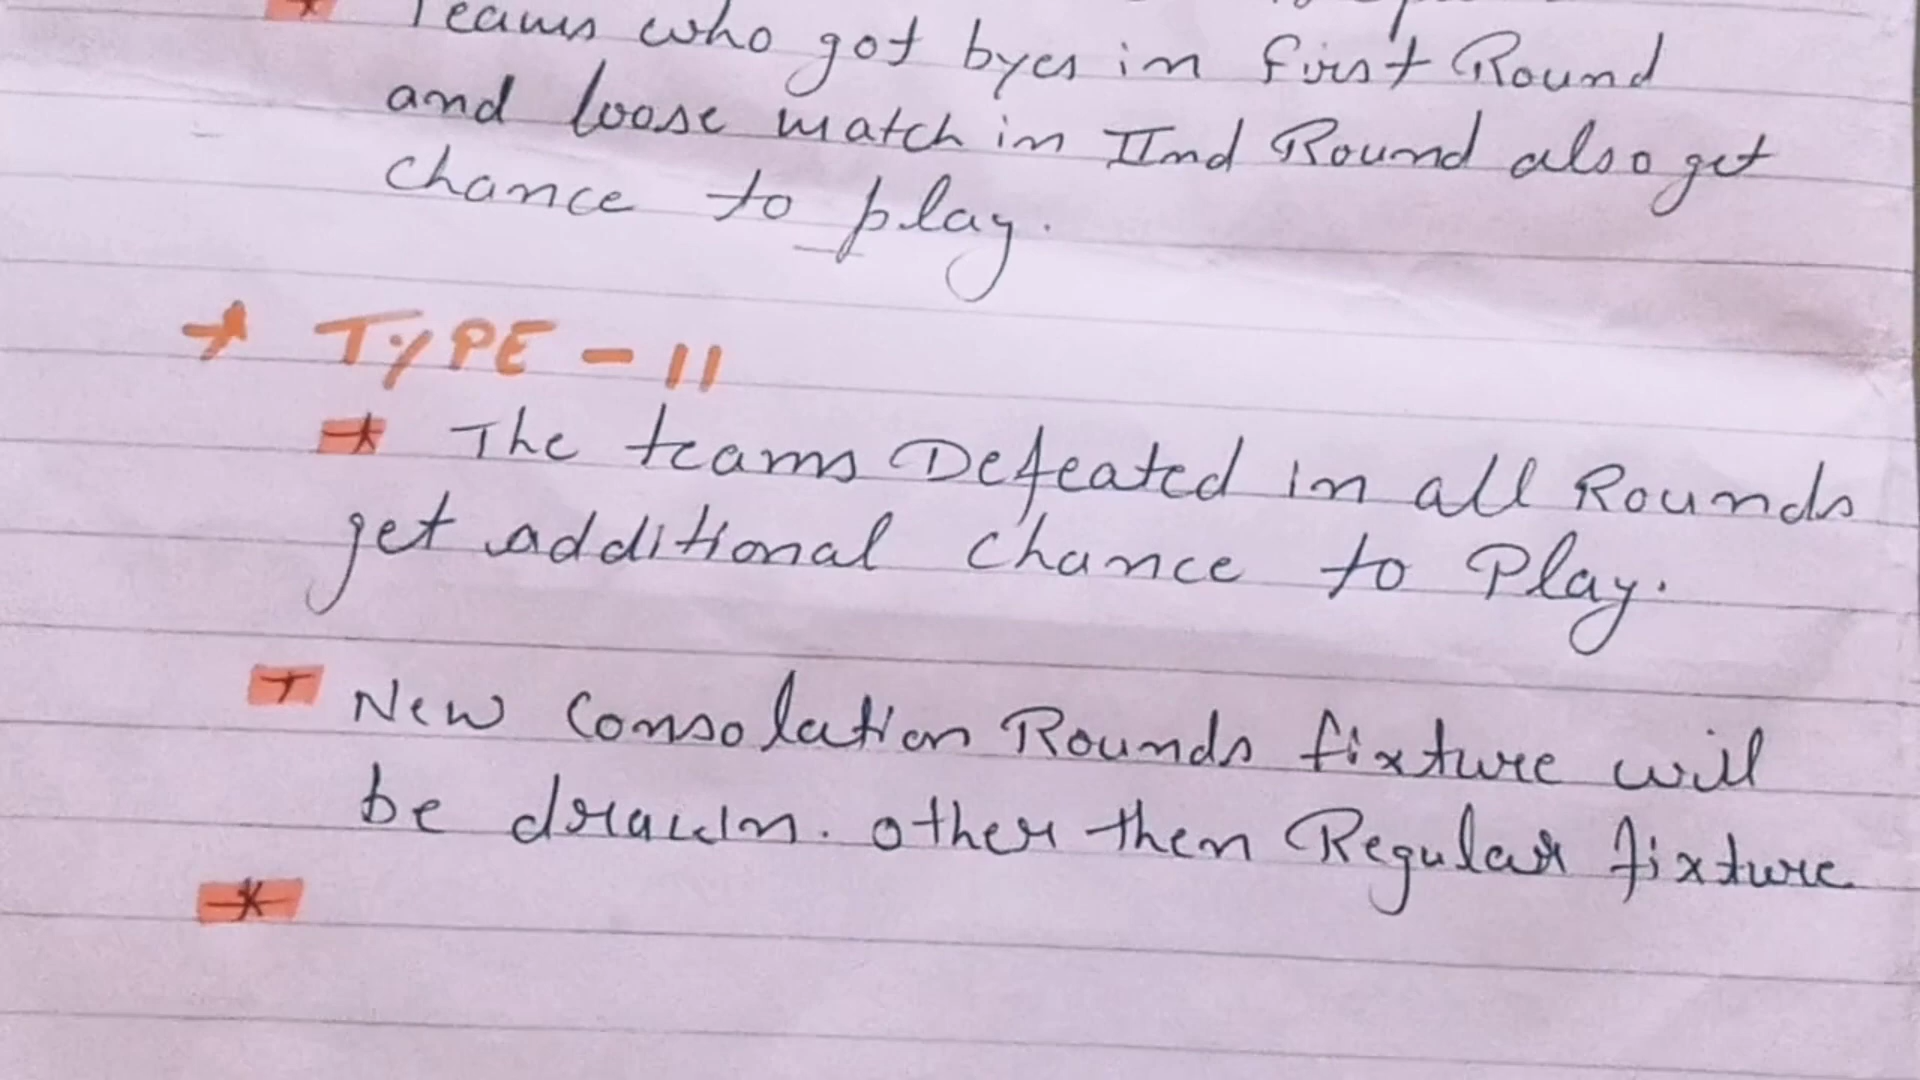 * Teams who got byes in first Round
and loose match in IInd Round also get
chance to play.
→ TYPE - 11
* The teams Defeated in all Rounds
get additional chance to Play.
* New Consolation Rounds fixture will
be drawn. other then Regular fixture
*